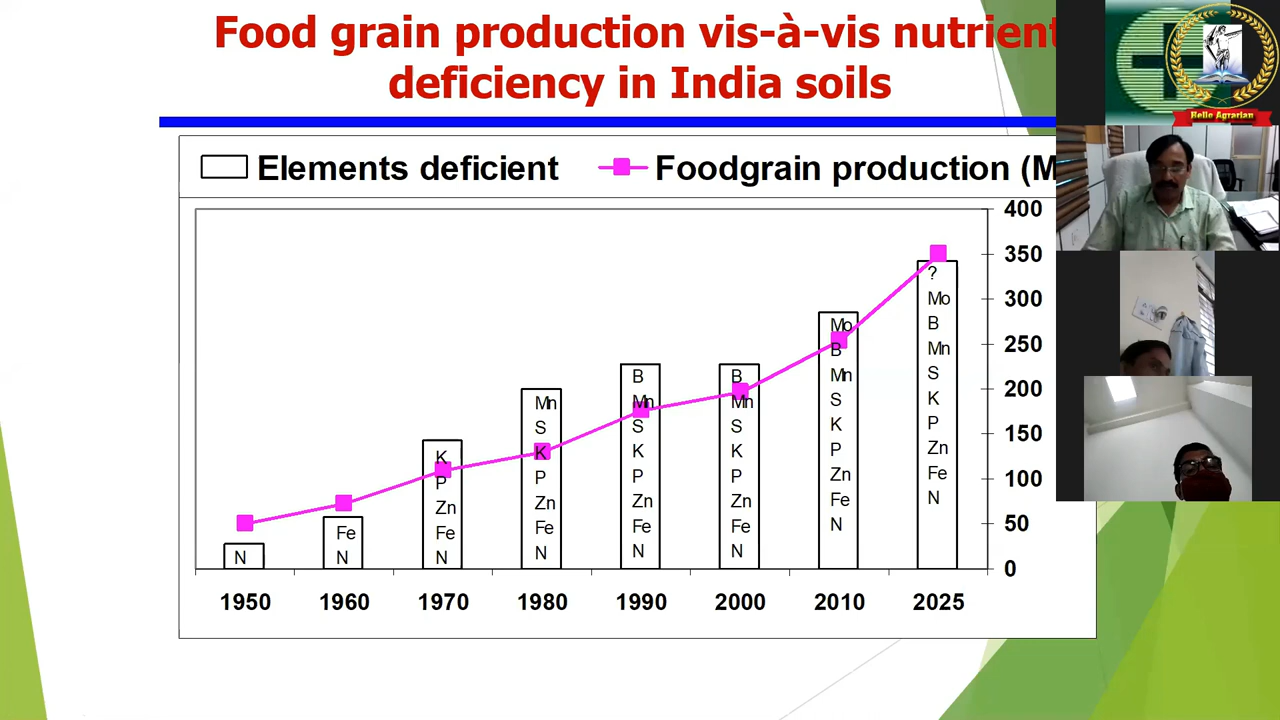 Food grain production vis-à-vis nutrient
deficiency in India soils
Elements deficient
Foodgrain production (M
400
350
300
250
200
150
100
50
0
N
Fe
N
K
P
Zn
Fe
N
Mn
S
K
P
Zn
Fe
N
B
Mn
S
K
P
Zn
Fe
N
B
Mn
S
K
P
Zn
Fe
N
Mo
B
Mn
S
K
P
Zn
Fe
N
?
Mo
B
Mn
S
K
P
Zn
Fe
N
1950 1960 1970 1980 1990 2000 2010 2025
Hello Agrarian